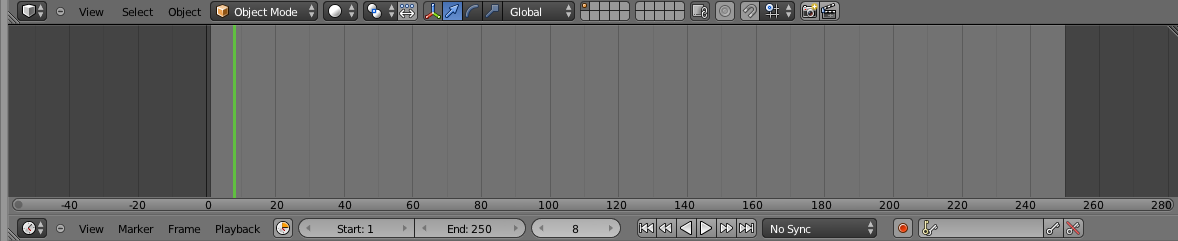 View Select Object Object Mode Global
-40 -20 0 20 40 60 80 100 120 140 160 180 200 220 240 260 280
View Marker Frame Playback Start: 1 End: 250 8 No Sync